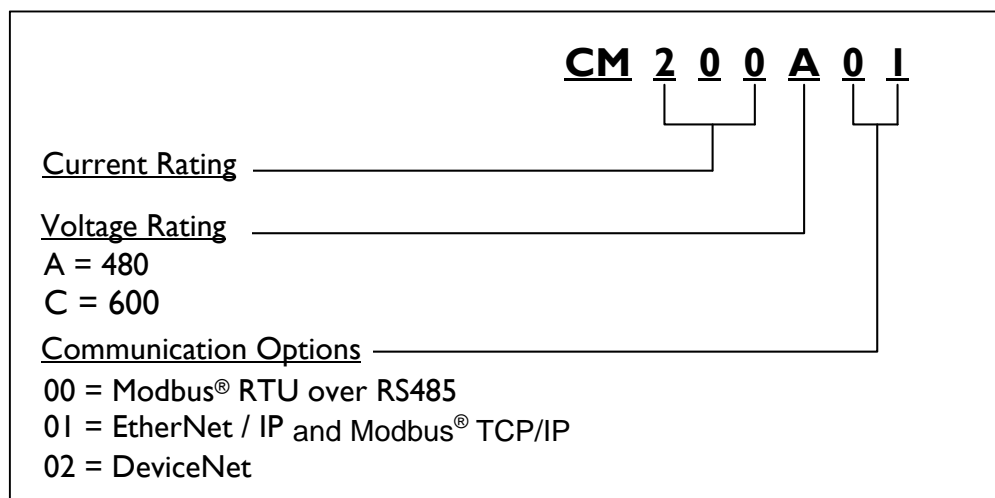 CM 2 0 0 A 0 1
Current Rating
Voltage Rating
A = 480
C = 600
Communication Options
00 = Modbus® RTU over RS485
01 = EtherNet / IP and Modbus® TCP/IP
02 = DeviceNet